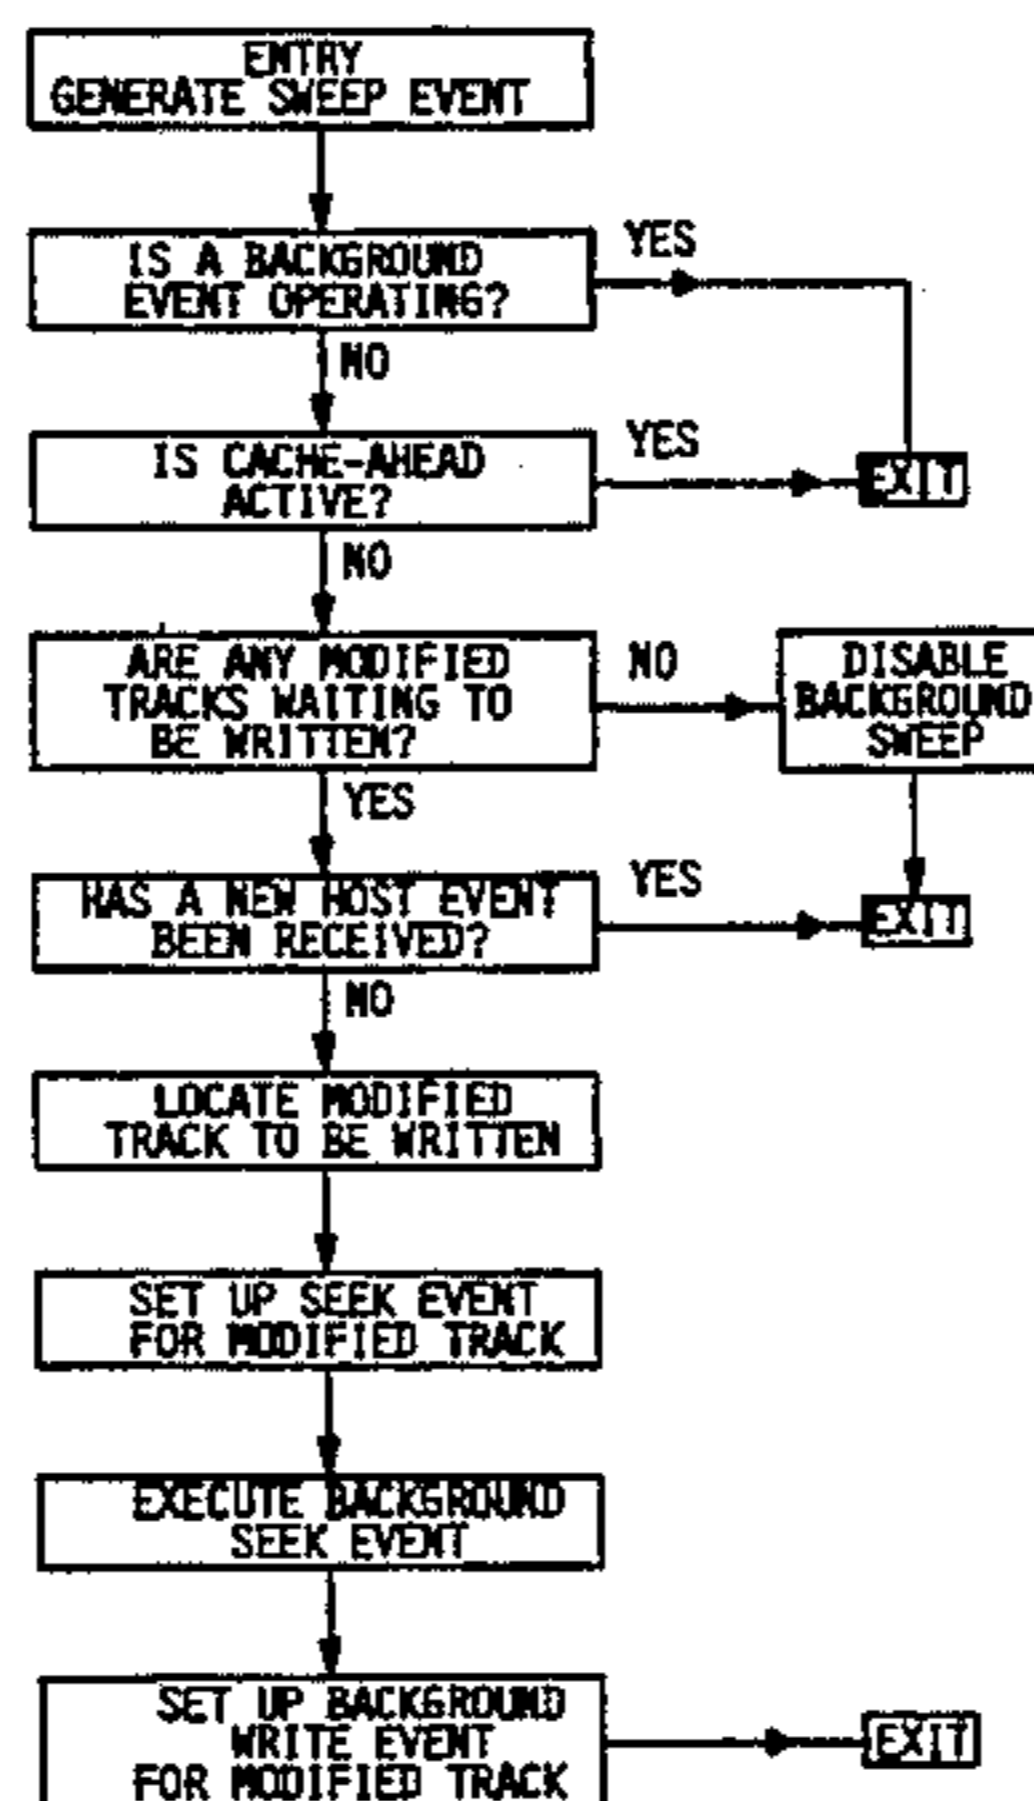 ENTRY
GENERATE SWEEP EVENT
IS A BACKGROUND
EVENT OPERATING?
YES
NO
IS CACHE-AHEAD
ACTIVE?
YES
EXIT
NO
ARE ANY MODIFIED
TRACKS WAITING TO
BE WRITTEN?
NO
DISABLE
BACKGROUND
SWEEP
YES
HAS A NEW HOST EVENT
BEEN RECEIVED?
YES
EXIT
NO
LOCATE MODIFIED
TRACK TO BE WRITTEN
SET UP SEEK EVENT
FOR MODIFIED TRACK
EXECUTE BACKGROUND
SEEK EVENT
SET UP BACKGROUND
WRITE EVENT
FOR MODIFIED TRACK
EXIT